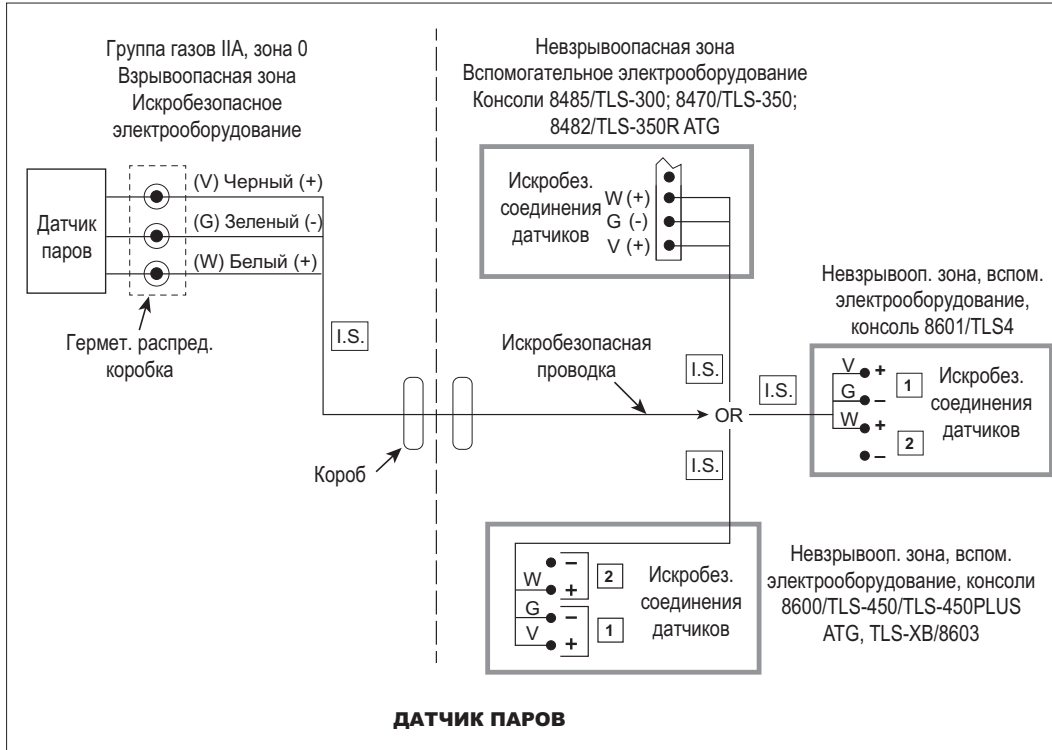 Группа газов IIA, зона 0
Взрывоопасная зона
Искробезопасное
электрооборудование
Датчик
паров
(V) Черный (+)
(G) Зеленый (-)
(W) Белый (+)
Гермет. распред.
коробка
I.S.
Короб
Невзрывоопасная зона
Вспомогательное электрооборудование
Консоли 8485/TLS-300; 8470/TLS-350;
8482/TLS-350R ATG
Искробез.
соединения
датчиков
W (+)
G (-)
V (+)
Искробезопасная
проводка
I.S.
OR
I.S.
I.S.
Невзрывооп. зона, вспом.
электрооборудование,
консоль 8601/TLS4
V + 1
G –
W + 2
–
Искробез.
соединения
датчиков
– 2
W +
G – 1
V +
Искробез.
соединения
датчиков
Невзрывооп. зона, вспом.
электрооборудование, консоли
8600/TLS-450/TLS-450PLUS
ATG, TLS-XB/8603
ДАТЧИК ПАРОВ